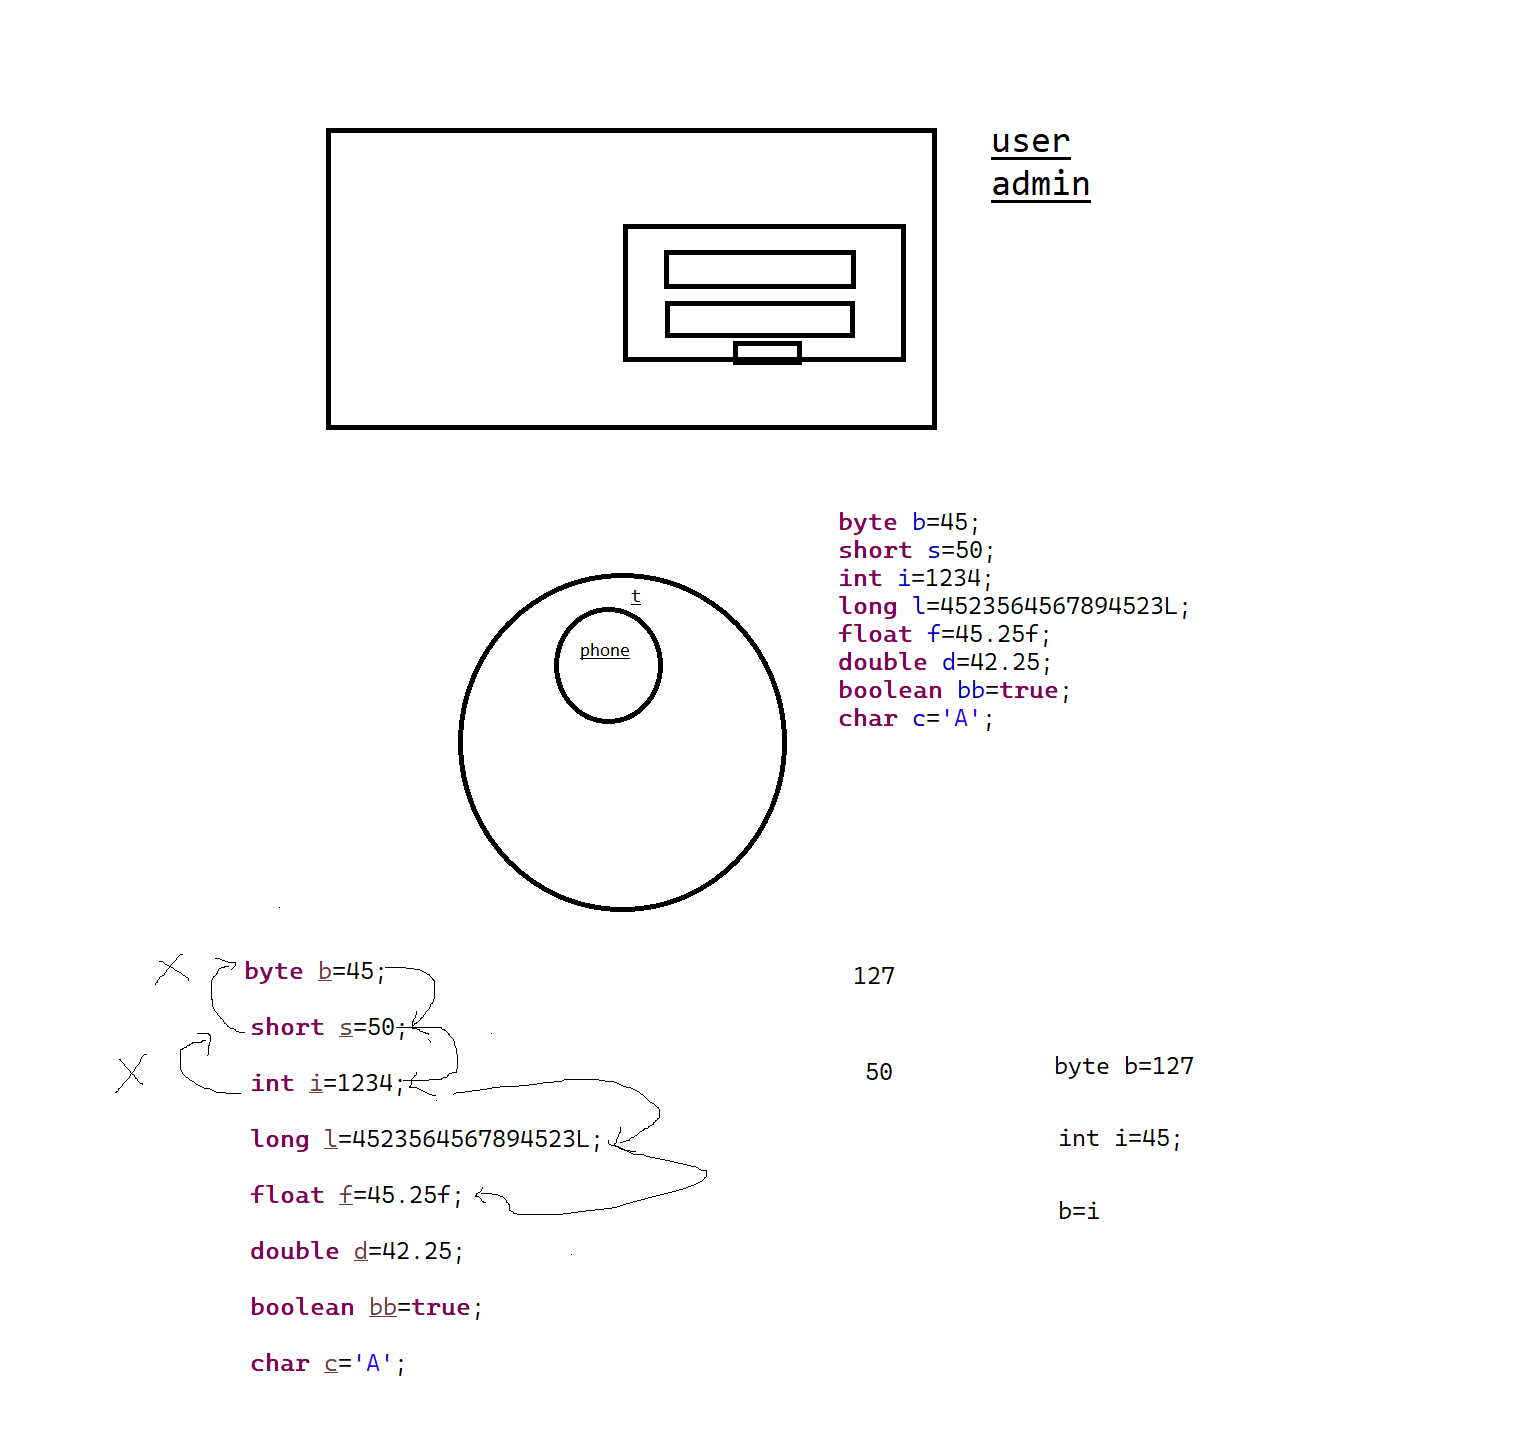 user
admin
byte b=45;
short s=50;
int i=1234;
long l=4523564567894523L;
float f=45.25f;
double d=42.25;
boolean bb=true;
char c='A';
t
phone
X
byte b=45;
short s=50;
X
int i=1234;
long l=4523564567894523L;
float f=45.25f;
double d=42.25;
boolean bb=true;
char c='A';
127
50
byte b=127
int i=45;
b=i